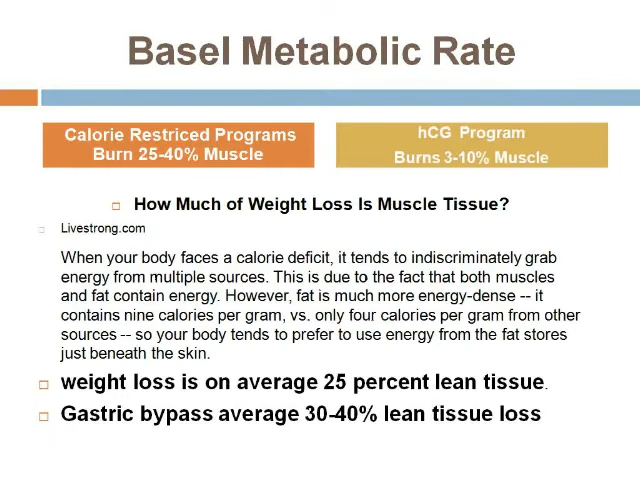 Basel Metabolic Rate
Calorie Restriced Programs
Burn 25-40% Muscle
hCG Program
Burns 3-10% Muscle
How Much of Weight Loss Is Muscle Tissue?
Livestrong.com
When your body faces a calorie deficit, it tends to indiscriminately grab
energy from multiple sources. This is due to the fact that both muscles
and fat contain energy. However, fat is much more energy-dense -- it
contains nine calories per gram, vs. only four calories per gram from other
sources -- so your body tends to prefer to use energy from the fat stores
just beneath the skin.
weight loss is on average 25 percent lean tissue.
Gastric bypass average 30-40% lean tissue loss